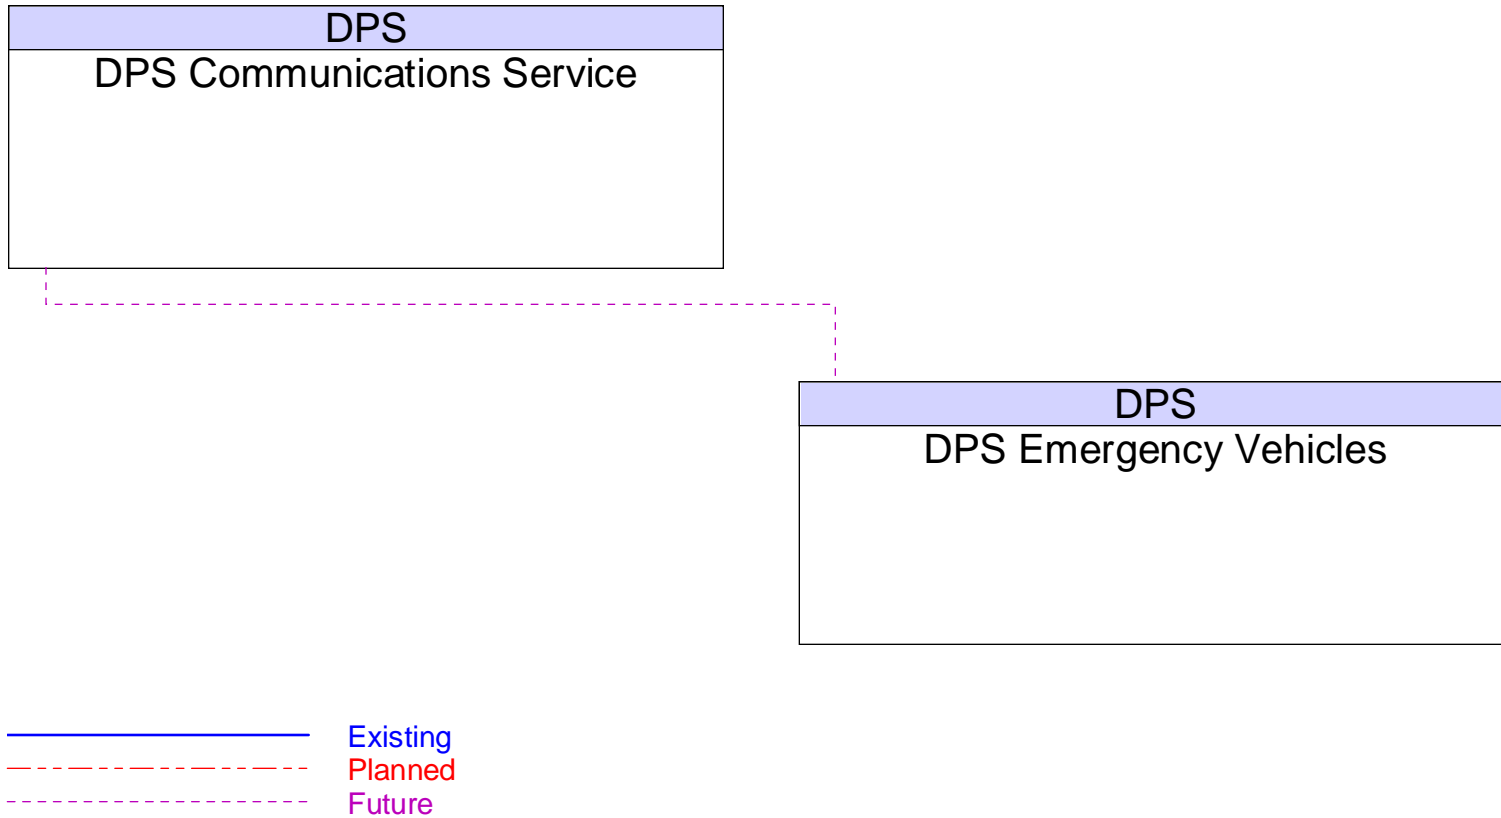 DPS
DPS Communications Service
DPS
DPS Emergency Vehicles
Existing
Planned
Future